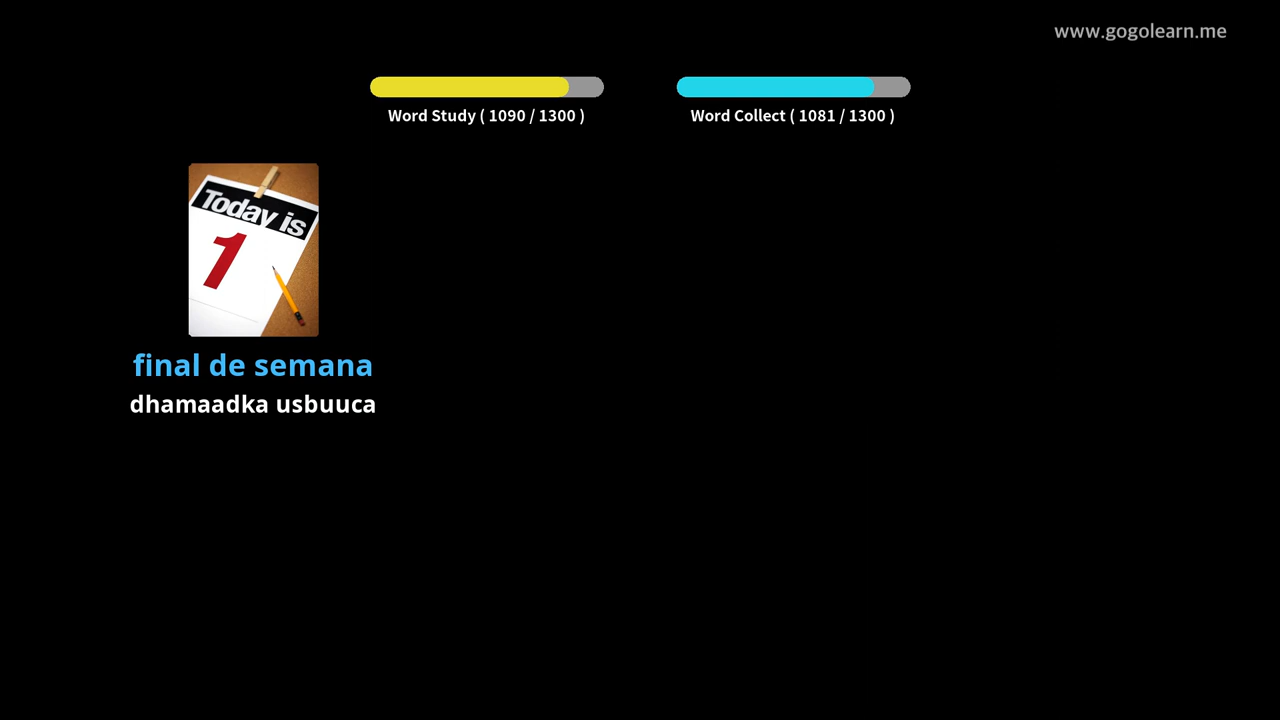 www.gogolearn.me
Word Study ( 1090 / 1300 )
Word Collect ( 1081 / 1300 )
Today is
1
final de semana
dhamaadka usbuuca